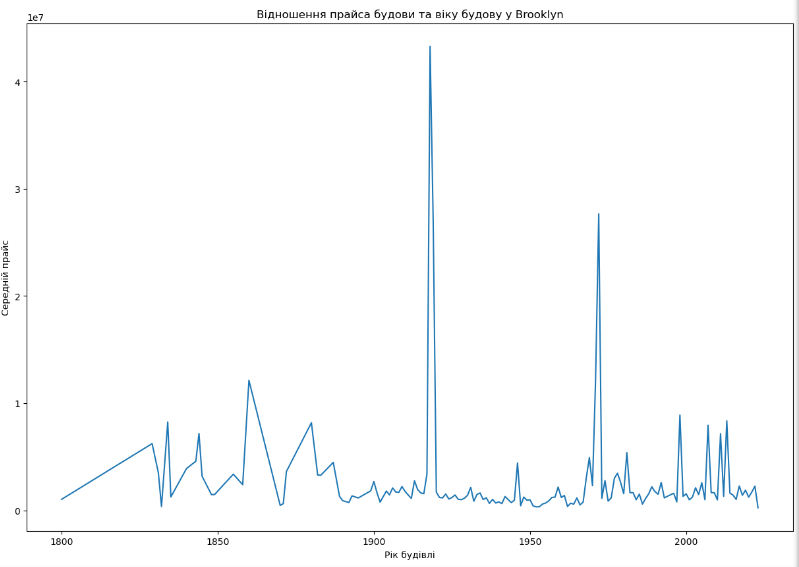 Відношення прайса будови та віку будову у Brooklyn
1e7
4
3
2
1
0
Середній прайс
1800
1850
1900
1950
2000
Рік будівлі